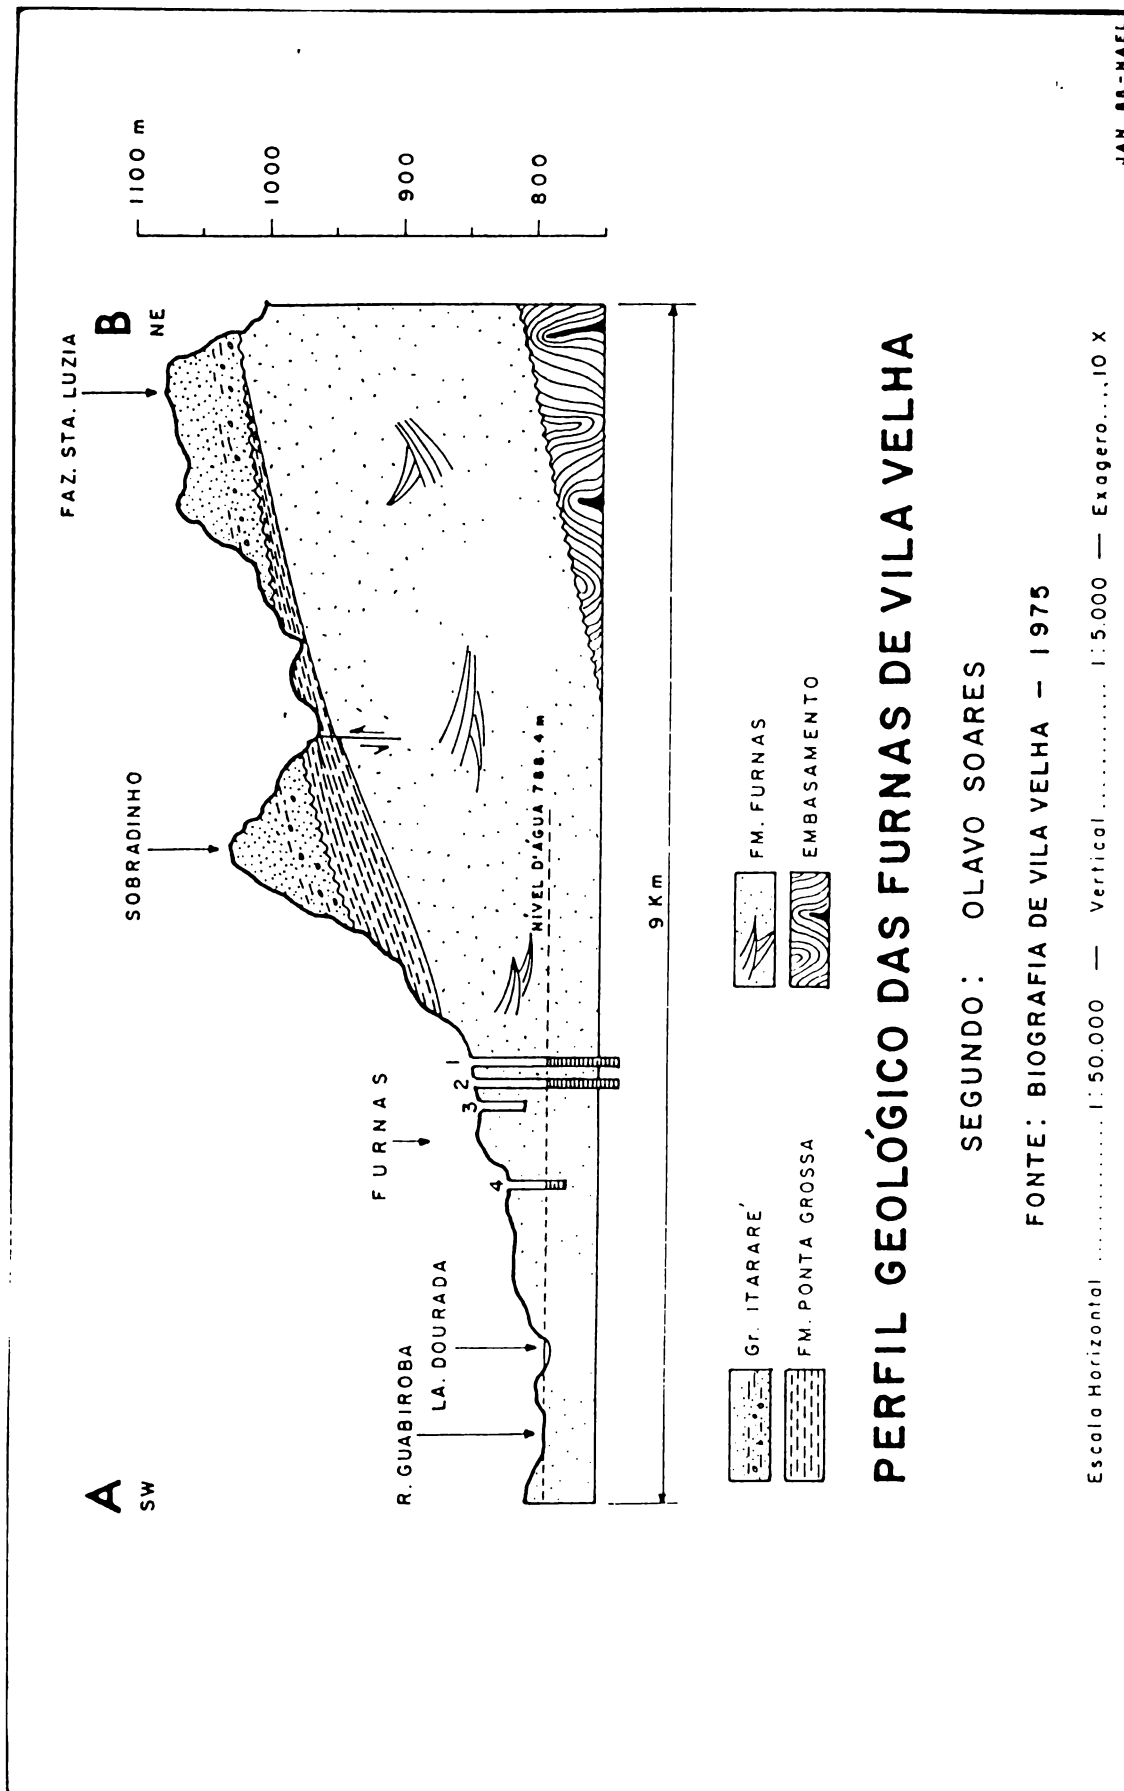 A
SW
B
NE
FAZ. STA. LUZIA
SOBRADINHO
FURNAS
R. GUABIROBA
LA. DOURADA
1100 m
1000
900
800
4
3
2
1
NÍVEL D'ÁGUA 788.4 m
9 Km
Gr. ITARARÉ
FM. PONTA GROSSA
FM. FURNAS
EMBASAMENTO
PERFIL GEOLÓGICO DAS FURNAS DE VILA VELHA
SEGUNDO: OLAVO SOARES
FONTE: BIOGRAFIA DE VILA VELHA — 1975
Escala Horizontal ............ 1:50.000 — Vertical ............ 1:5.000 — Exagero....10 X